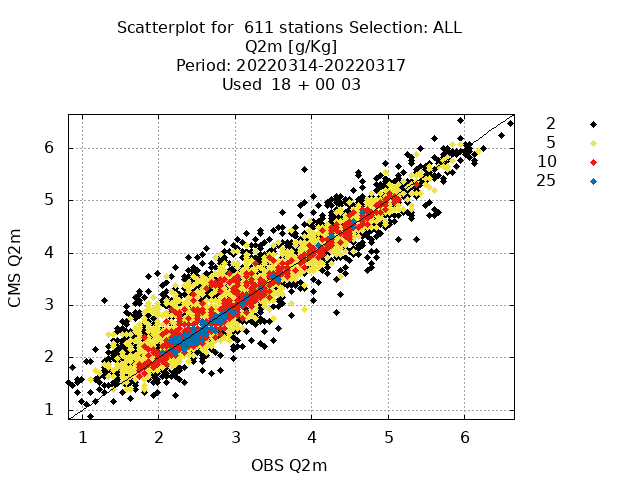 Scatterplot for  611 stations Selection: ALL
Q2m [g/Kg]
Period: 20220314-20220317
Used  18 + 00 03
2
5
10
25
CMS Q2m
6
5
4
3
2
1
1 2 3 4 5 6
OBS Q2m